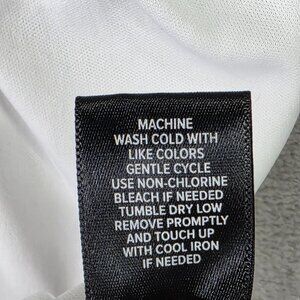 MACHINE
WASH COLD WITH
LIKE COLORS
GENTLE CYCLE
USE NON-CHLORINE
BLEACH IF NEEDED
TUMBLE DRY LOW
REMOVE PROMPTLY
AND TOUCH UP
WITH COOL IRON
IF NEEDED